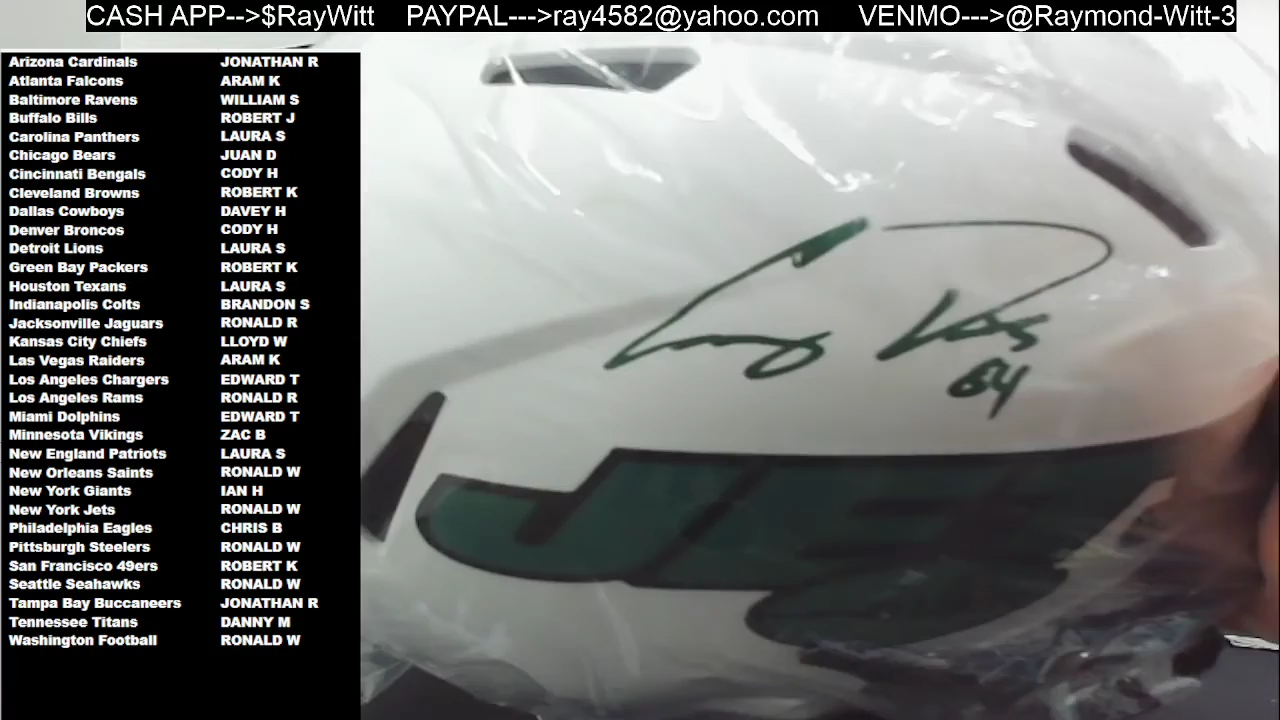 CASH APP-->$RayWitt PAYPAL--->ray4582@yahoo.com VENMO--->@Raymond-Witt-3
Arizona Cardinals JONATHAN R
Atlanta Falcons ARAM K
Baltimore Ravens WILLIAM S
Buffalo Bills ROBERT J
Carolina Panthers LAURA S
Chicago Bears JUAN D
Cincinnati Bengals CODY H
Cleveland Browns ROBERT K
Dallas Cowboys DAVEY H
Denver Broncos CODY H
Detroit Lions LAURA S
Green Bay Packers ROBERT K
Houston Texans LAURA S
Indianapolis Colts BRANDON S
Jacksonville Jaguars RONALD R
Kansas City Chiefs LLOYD W
Las Vegas Raiders ARAM K
Los Angeles Chargers EDWARD T
Los Angeles Rams RONALD R
Miami Dolphins EDWARD T
Minnesota Vikings ZAC B
New England Patriots LAURA S
New Orleans Saints RONALD W
New York Giants IAN H
New York Jets RONALD W
Philadelphia Eagles CHRIS B
Pittsburgh Steelers RONALD W
San Francisco 49ers ROBERT K
Seattle Seahawks RONALD W
Tampa Bay Buccaneers JONATHAN R
Tennessee Titans DANNY M
Washington Football RONALD W
84
JETS